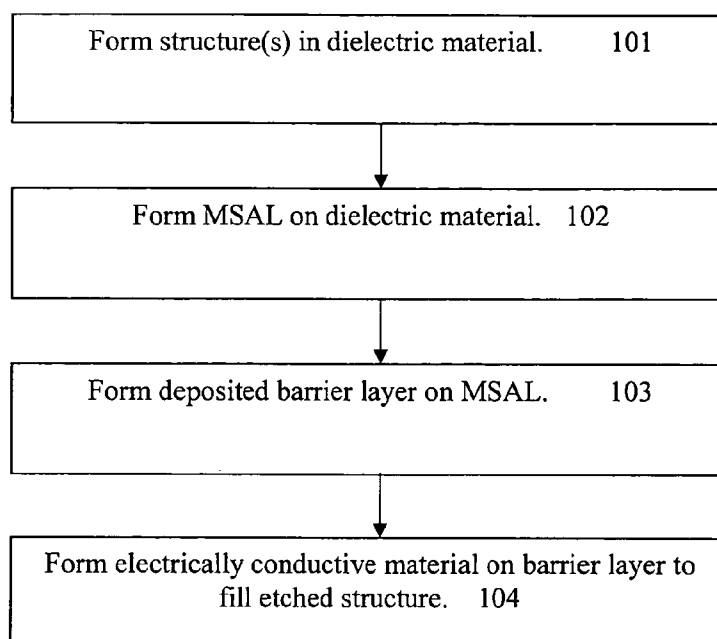 Form structure(s) in dielectric material. 101
Form MSAL on dielectric material. 102
Form deposited barrier layer on MSAL. 103
Form electrically conductive material on barrier layer to
fill etched structure. 104